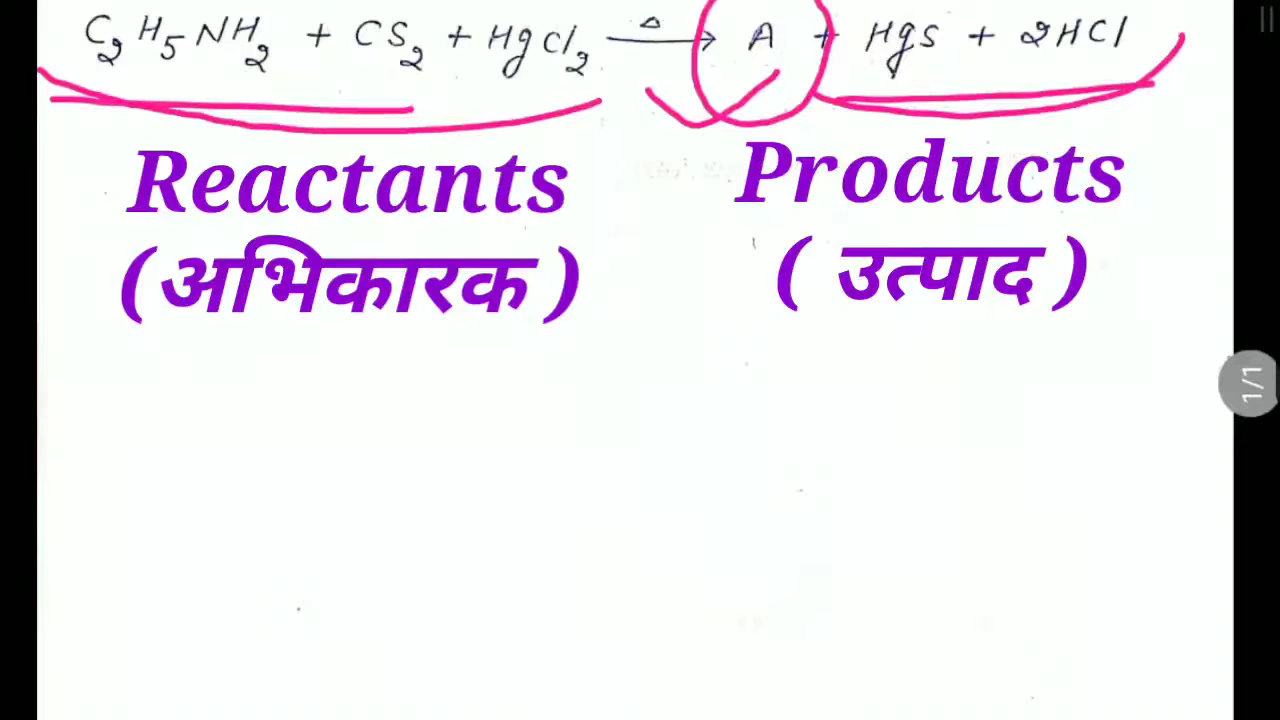 C₂H₅NH₂ + CS₂ + HgCl₂ —Δ→ A + HgS + 2HCl
Reactants
(अभिकारक)
Products
( उत्पाद )
1/1